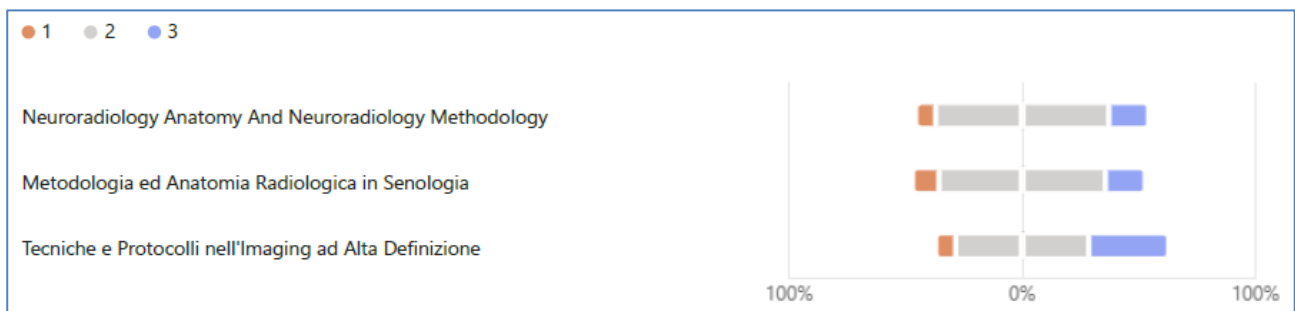 1 2 3
Neuroradiology Anatomy And Neuroradiology Methodology
Metodologia ed Anatomia Radiologica in Senologia
Tecniche e Protocolli nell'Imaging ad Alta Definizione
100% 0% 100%